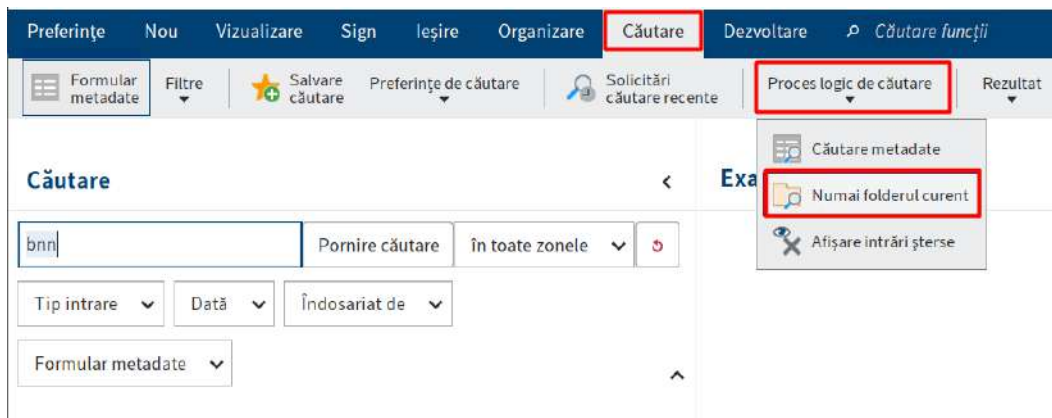 Preferințe Nou Vizualizare Sign Ieșire Organizare Căutare Dezvoltare Căutare funcții
Formular metadate Filtre Salvare căutare Preferințe de căutare Solicitări căutare recente Proces logic de căutare Rezultat
Căutare metadate
Numai folderul curent
Afișare intrări șterse
Căutare
Exa
bnn Pornire căutare în toate zonele
Tip intrare Dată Îndosariat de
Formular metadate